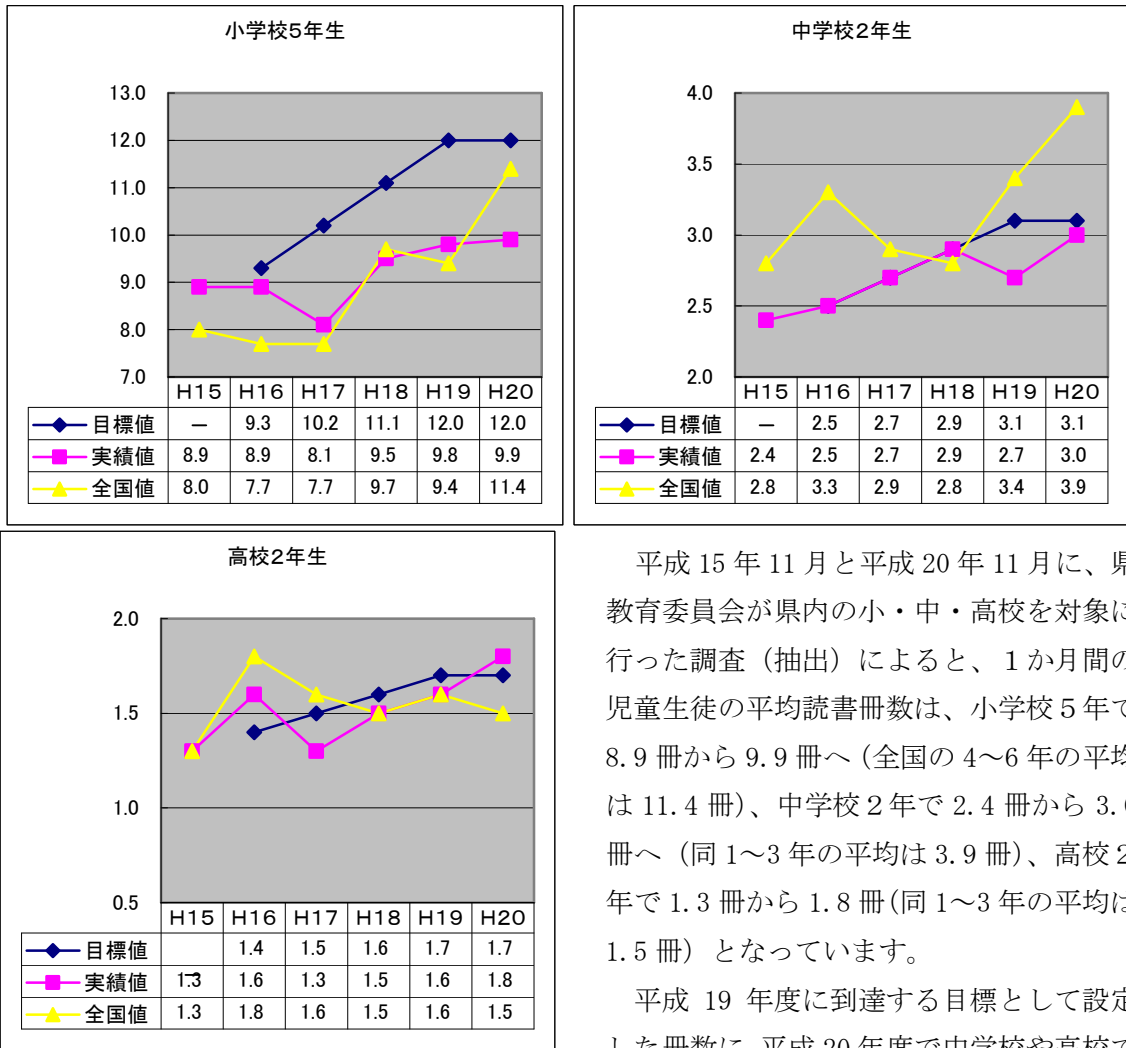 小学校5年生
13.0
12.0
11.0
10.0
9.0
8.0
7.0
H15 H16 H17 H18 H19 H20
目標値 － 9.3 10.2 11.1 12.0 12.0
実績値 8.9 8.9 8.1 9.5 9.8 9.9
全国値 8.0 7.7 7.7 9.7 9.4 11.4
中学校2年生
4.0
3.5
3.0
2.5
2.0
H15 H16 H17 H18 H19 H20
目標値 － 2.5 2.7 2.9 3.1 3.1
実績値 2.4 2.5 2.7 2.9 2.7 3.0
全国値 2.8 3.3 2.9 2.8 3.4 3.9
高校2年生
2.0
1.5
1.0
0.5
H15 H16 H17 H18 H19 H20
目標値 1.4 1.5 1.6 1.7 1.7
実績値 1.3 1.6 1.3 1.5 1.6 1.8
全国値 1.3 1.8 1.6 1.5 1.6 1.5
平成 15 年 11 月と平成 20 年 11 月に、県
教育委員会が県内の小・中・高校を対象に
行った調査（抽出）によると、１か月間の
児童生徒の平均読書冊数は、小学校５年で
8.9 冊から 9.9 冊へ（全国の 4～6 年の平均
は 11.4 冊）、中学校２年で 2.4 冊から 3.0
冊へ（同 1～3 年の平均は 3.9 冊）、高校２
年で 1.3 冊から 1.8 冊（同 1～3 年の平均は
1.5 冊）となっています。
平成 19 年度に到達する目標として設定
した冊数に、平成 20 年度で中学校や高校で